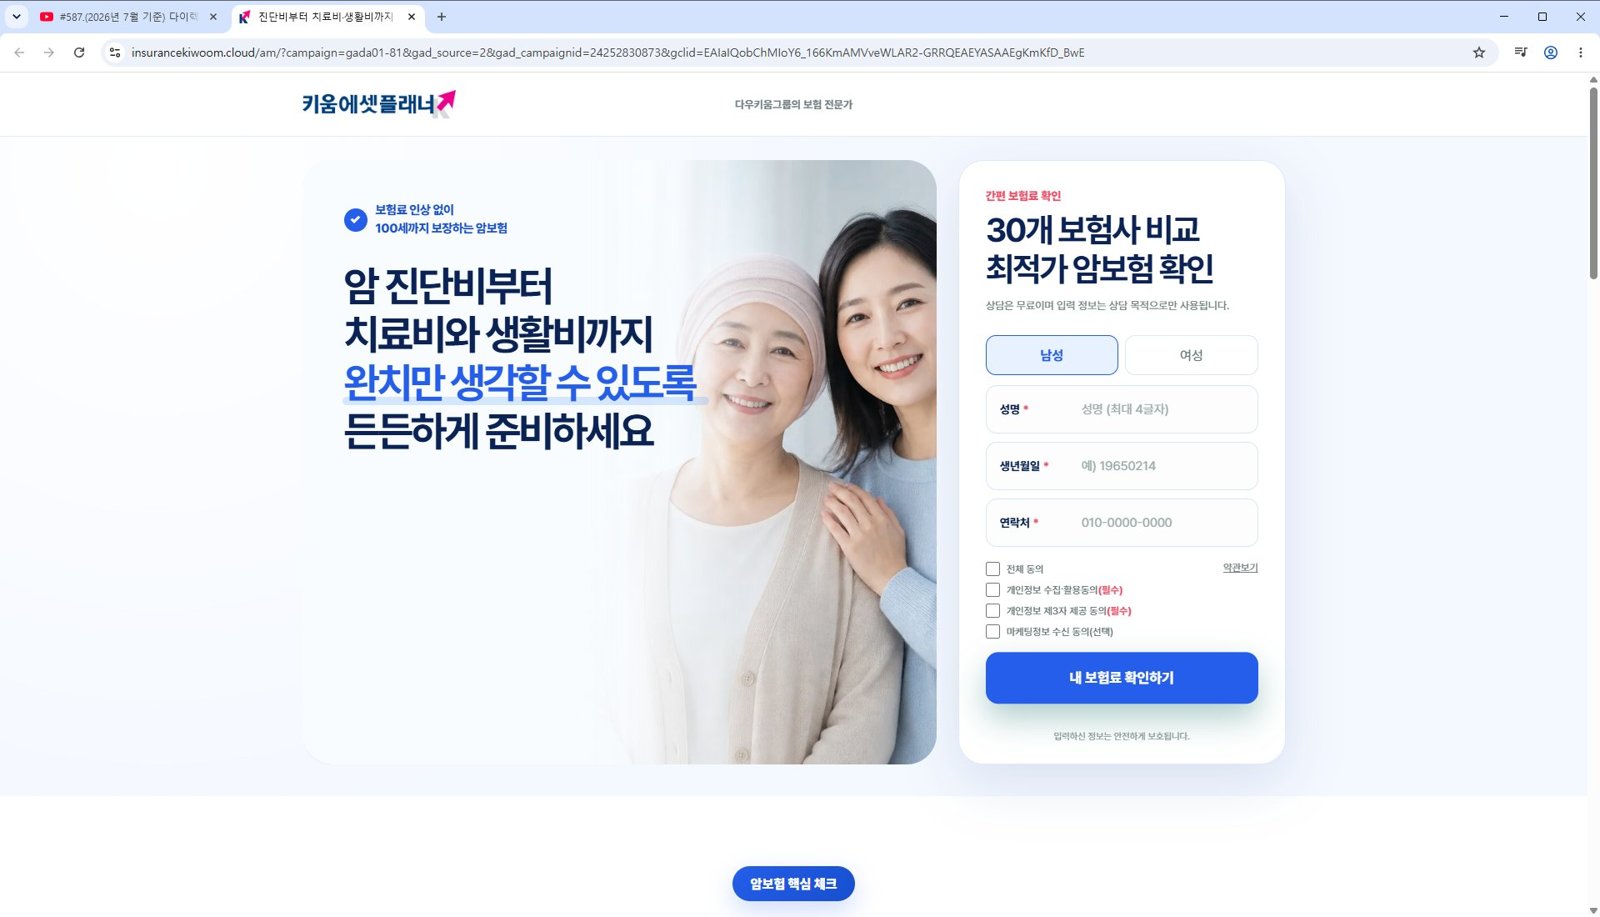 #587.(2026년 7월 기준) 다이렉
진단비부터 치료비·생활비까지
insurancekiwoom.cloud/am/?campaign=gada01-81&gad_source=2&gad_campaignid=24252830873&gclid=EAIaIQobChMIoY6_166KmAMVveWLAR2-GRRQEAEYASAAEgKmKfD_BwE
키움에셋플래너
다우키움그룹의 보험 전문가
보험료 인상 없이
100세까지 보장하는 암보험
암 진단비부터
치료비와 생활비까지
완치만 생각할 수 있도록
든든하게 준비하세요
간편 보험료 확인
30개 보험사 비교
최적가 암보험 확인
상담은 무료이며 입력 정보는 상담 목적으로만 사용됩니다.
남성 여성
성명 * 성명 (최대 4글자)
생년월일 * 예) 19650214
연락처 * 010-0000-0000
전체 동의 약관보기
개인정보 수집·활용동의(필수)
개인정보 제3자 제공 동의(필수)
마케팅정보 수신 동의(선택)
내 보험료 확인하기
입력하신 정보는 안전하게 보호됩니다.
암보험 핵심 체크